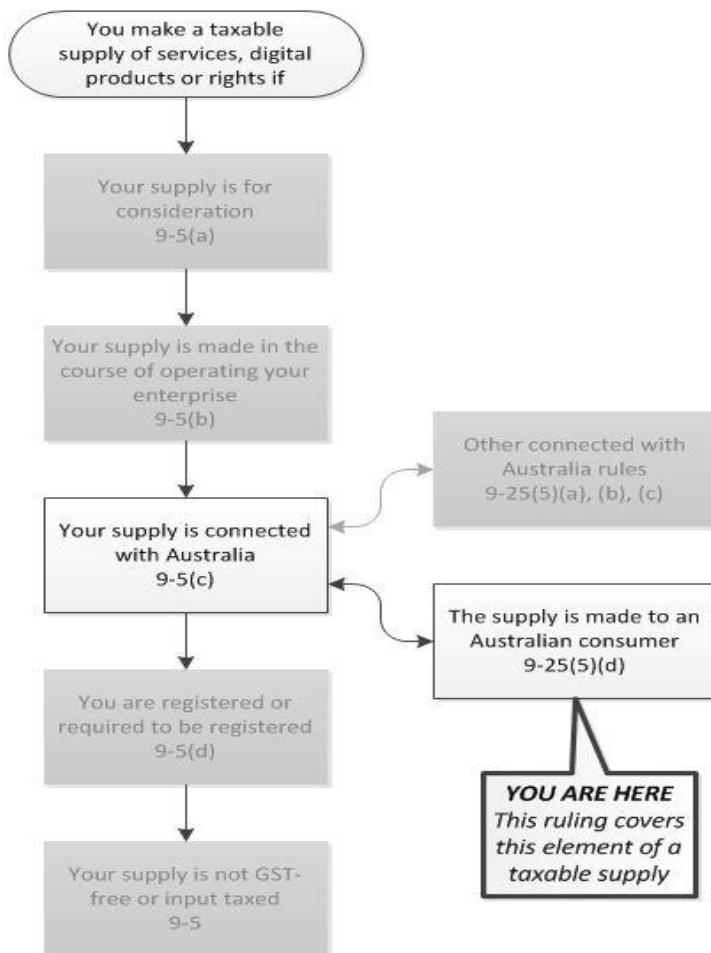 You make a taxable
supply of services, digital
products or rights if
Your supply is for
consideration
9-5(a)
Your supply is made in the
course of operating your
enterprise
9-5(b)
Other connected with
Australia rules
9-25(5)(a), (b), (c)
Your supply is connected
with Australia
9-5(c)
The supply is made to an
Australian consumer
9-25(5)(d)
You are registered or
required to be registered
9-5(d)
YOU ARE HERE
This ruling covers
this element of a
taxable supply
Your supply is not GST-
free or input taxed
9-5